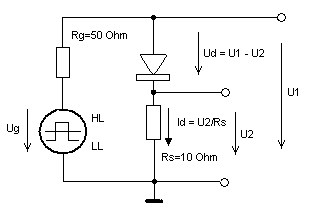 Rg=50 Ohm
Ud = U1 - U2
U1
HL
Id = U2/Rs
Ug
U2
LL
Rs=10 Ohm